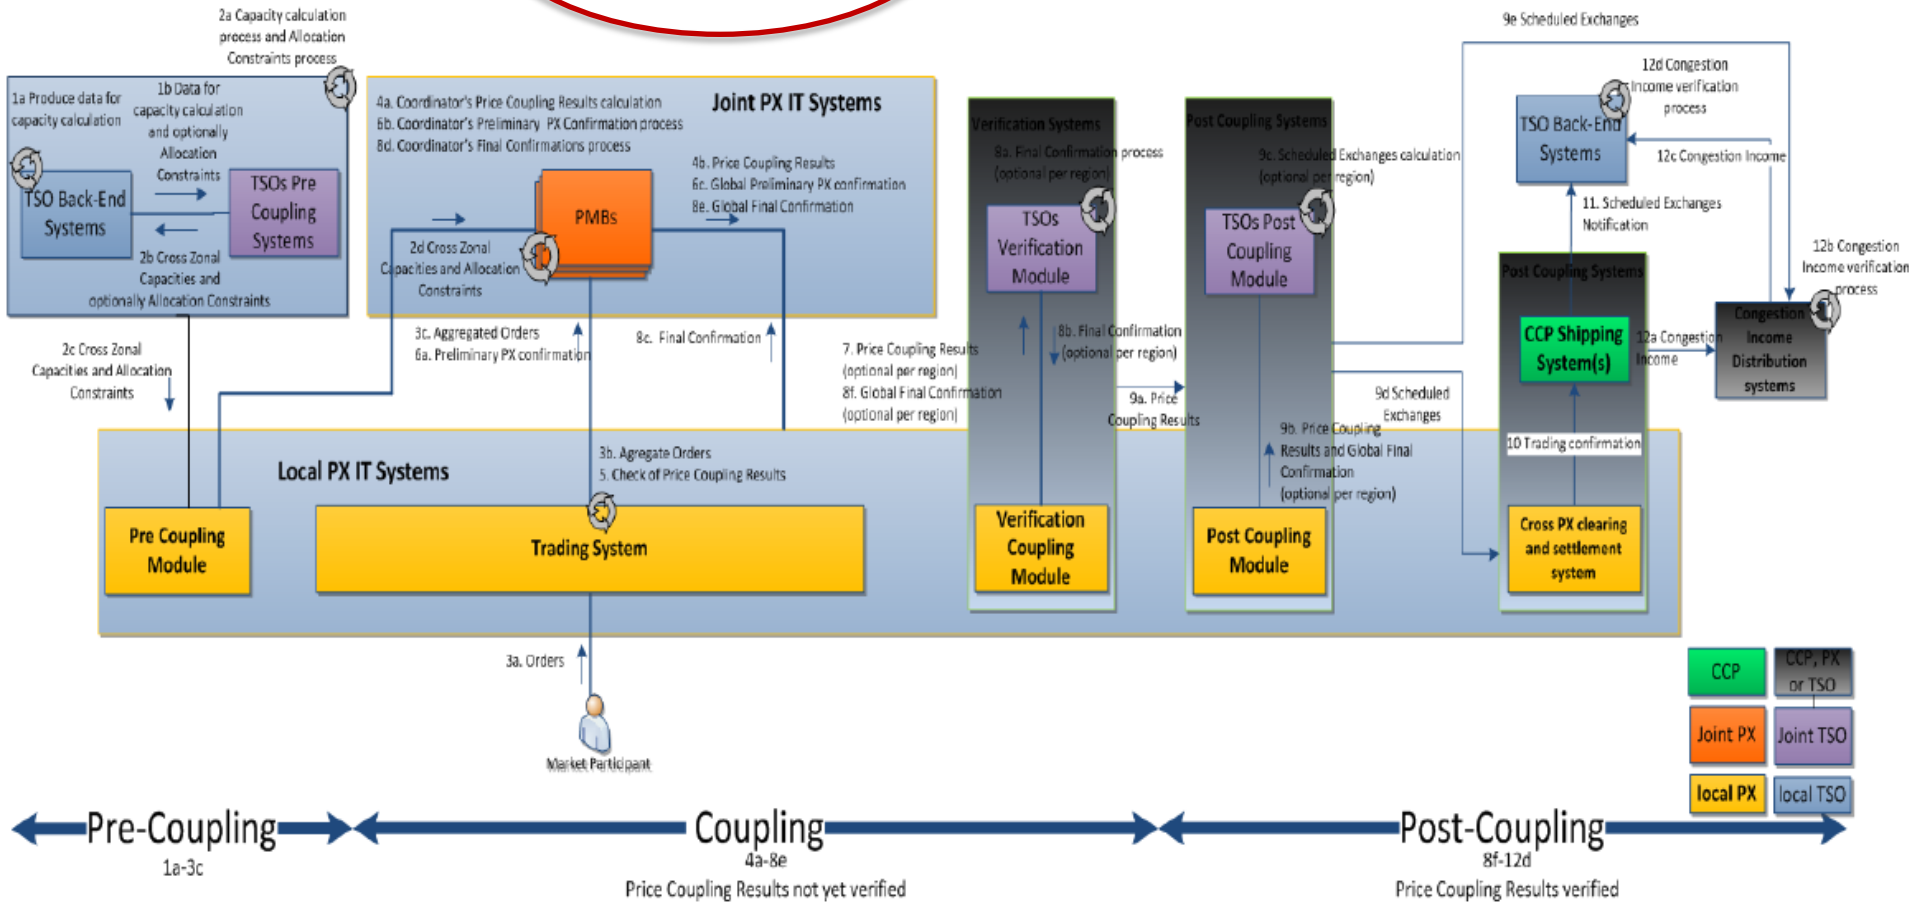 2a Capacity calculation
process and Allocation
Constraints process
1a Produce data for
capacity calculation
1b Data for
capacity calculation
and optionally
Allocation
Constraints
TSO Back-End
Systems
TSOs Pre
Coupling
Systems
2b Cross Zonal
Capacities and
optionally Allocation Constraints
2c Cross Zonal
Capacities and Allocation
Constraints
4a. Coordinator's Price Coupling Results calculation
6b. Coordinator's Preliminary PX Confirmation process
8d. Coordinator's Final Confirmations process
Joint PX IT Systems
4b. Price Coupling Results
6c. Global Preliminary PX confirmation
8e. Global Final Confirmation
PMBs
2d Cross Zonal
Capacities and Allocation
Constraints
3c. Aggregated Orders
6a. Preliminary PX confirmation
8c. Final Confirmation
7. Price Coupling Results
(optional per region)
8f. Global Final Confirmation
(optional per region)
Verification Systems
8a. Final Confirmation process
(optional per region)
TSOs
Verification
Module
8b. Final Confirmation
(optional per region)
9a. Price
Coupling Results
Post Coupling Systems
9c. Scheduled Exchanges calculation
(optional per region)
TSOs Post
Coupling
Module
9b. Price Coupling
Results and Global Final
Confirmation
(optional per region)
9d Scheduled
Exchanges
9e Scheduled Exchanges
12d Congestion
Income verification
process
TSO Back-End
Systems
12c Congestion Income
11. Scheduled Exchanges
Notification
12b Congestion
Income verification
process
Post Coupling Systems
CCP Shipping
System(s)
12a Congestion
Income
Congestion
Income
Distribution
systems
10 Trading confirmation
Local PX IT Systems
3b. Agregate Orders
5. Check of Price Coupling Results
Pre Coupling
Module
Trading System
Verification
Coupling
Module
Post Coupling
Module
Cross PX clearing
and settlement
system
3a. Orders
Market Participant
CCP
CCP, PX
or TSO
Joint PX
Joint TSO
local PX
local TSO
Pre-Coupling
1a-3c
Coupling
4a-8e
Price Coupling Results not yet verified
Post-Coupling
8f-12d
Price Coupling Results verified